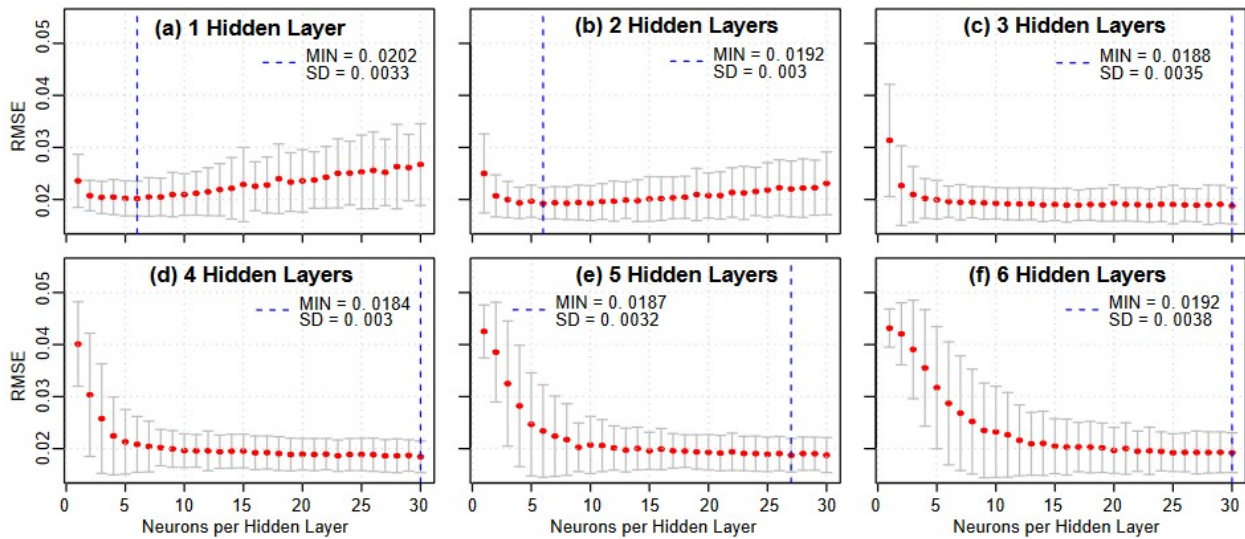 (a) 1 Hidden Layer
MIN = 0. 0202
SD = 0. 0033
RMSE
0.05
0.04
0.03
0.02
(b) 2 Hidden Layers
MIN = 0. 0192
SD = 0. 003
(c) 3 Hidden Layers
MIN = 0. 0188
SD = 0. 0035
(d) 4 Hidden Layers
MIN = 0. 0184
SD = 0. 003
RMSE
0.05
0.04
0.03
0.02
0 5 10 15 20 25 30
Neurons per Hidden Layer
(e) 5 Hidden Layers
MIN = 0. 0187
SD = 0. 0032
0 5 10 15 20 25 30
Neurons per Hidden Layer
(f) 6 Hidden Layers
MIN = 0. 0192
SD = 0. 0038
0 5 10 15 20 25 30
Neurons per Hidden Layer